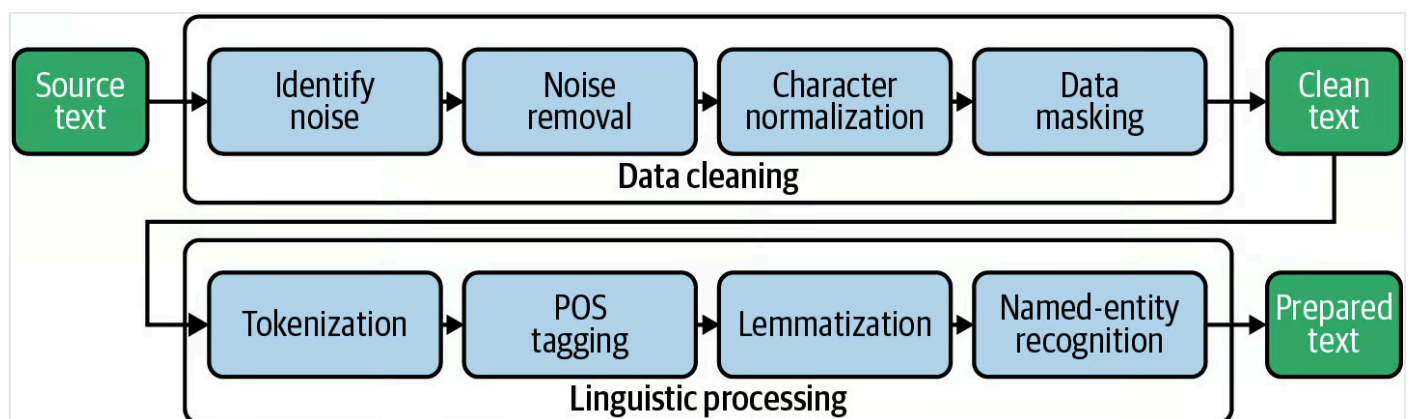 Source
text
Identify
noise
Noise
removal
Character
normalization
Data
masking
Clean
text
Data cleaning
Tokenization
POS
tagging
Lemmatization
Named-entity
recognition
Prepared
text
Linguistic processing